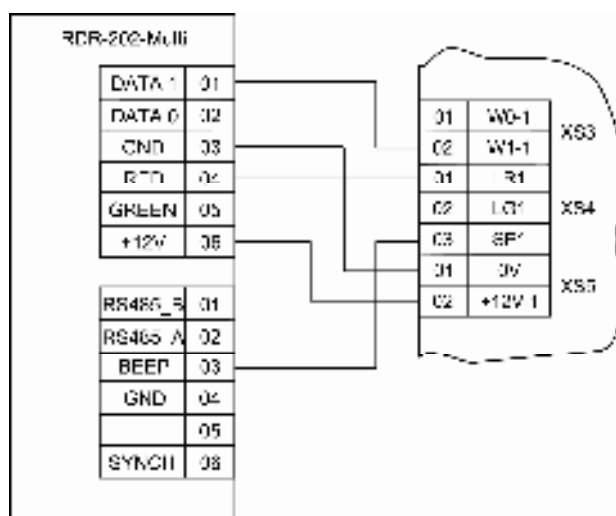 RDR-202-Multi
DATA 1 01
DATA 0 02
GND 03
RED 04
GREEN 05
+12V 06
RS485_B 01
RS485_A 02
BEEP 03
GND 04
05
SYNCH 06
01 W0-1
02 W1-1
XS3
01 LR1
02 LG1
03 BP1
XS4
01 0V
02 +12V-1
XS5